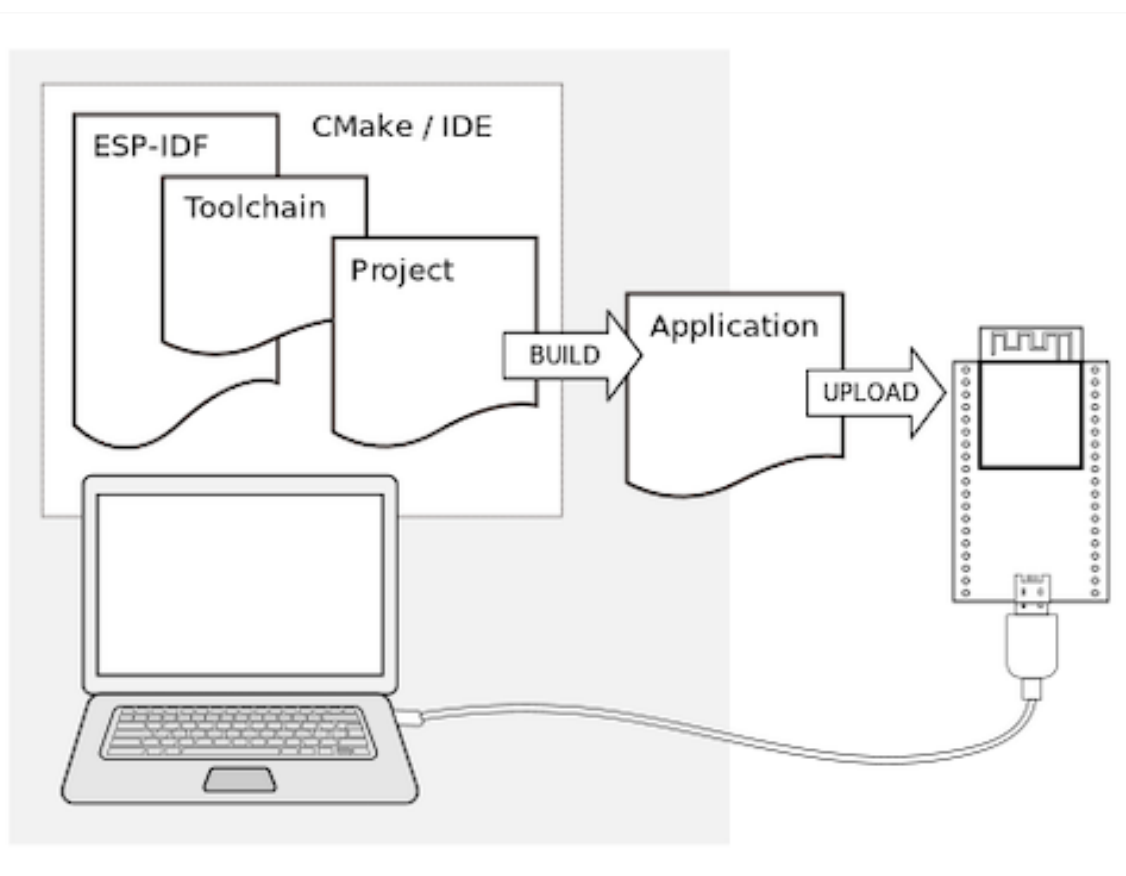 CMake / IDE
ESP-IDF
Toolchain
Project
BUILD
Application
UPLOAD